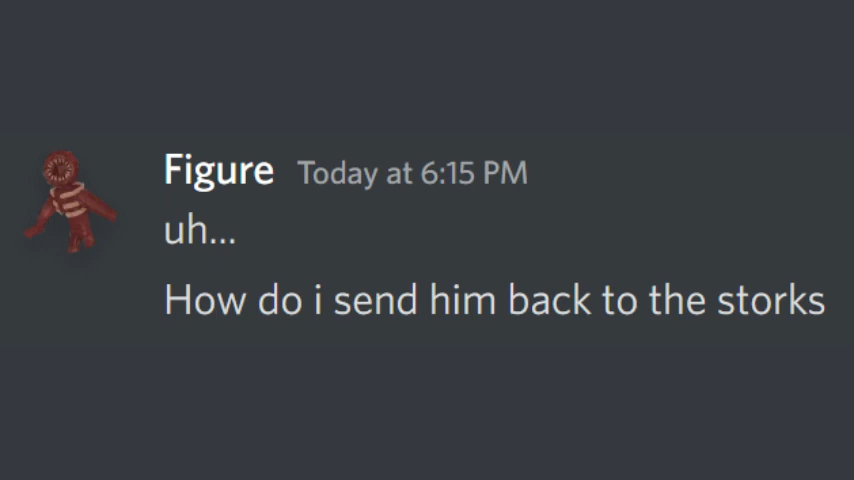 Figure Today at 6:15 PM
uh...
How do i send him back to the storks